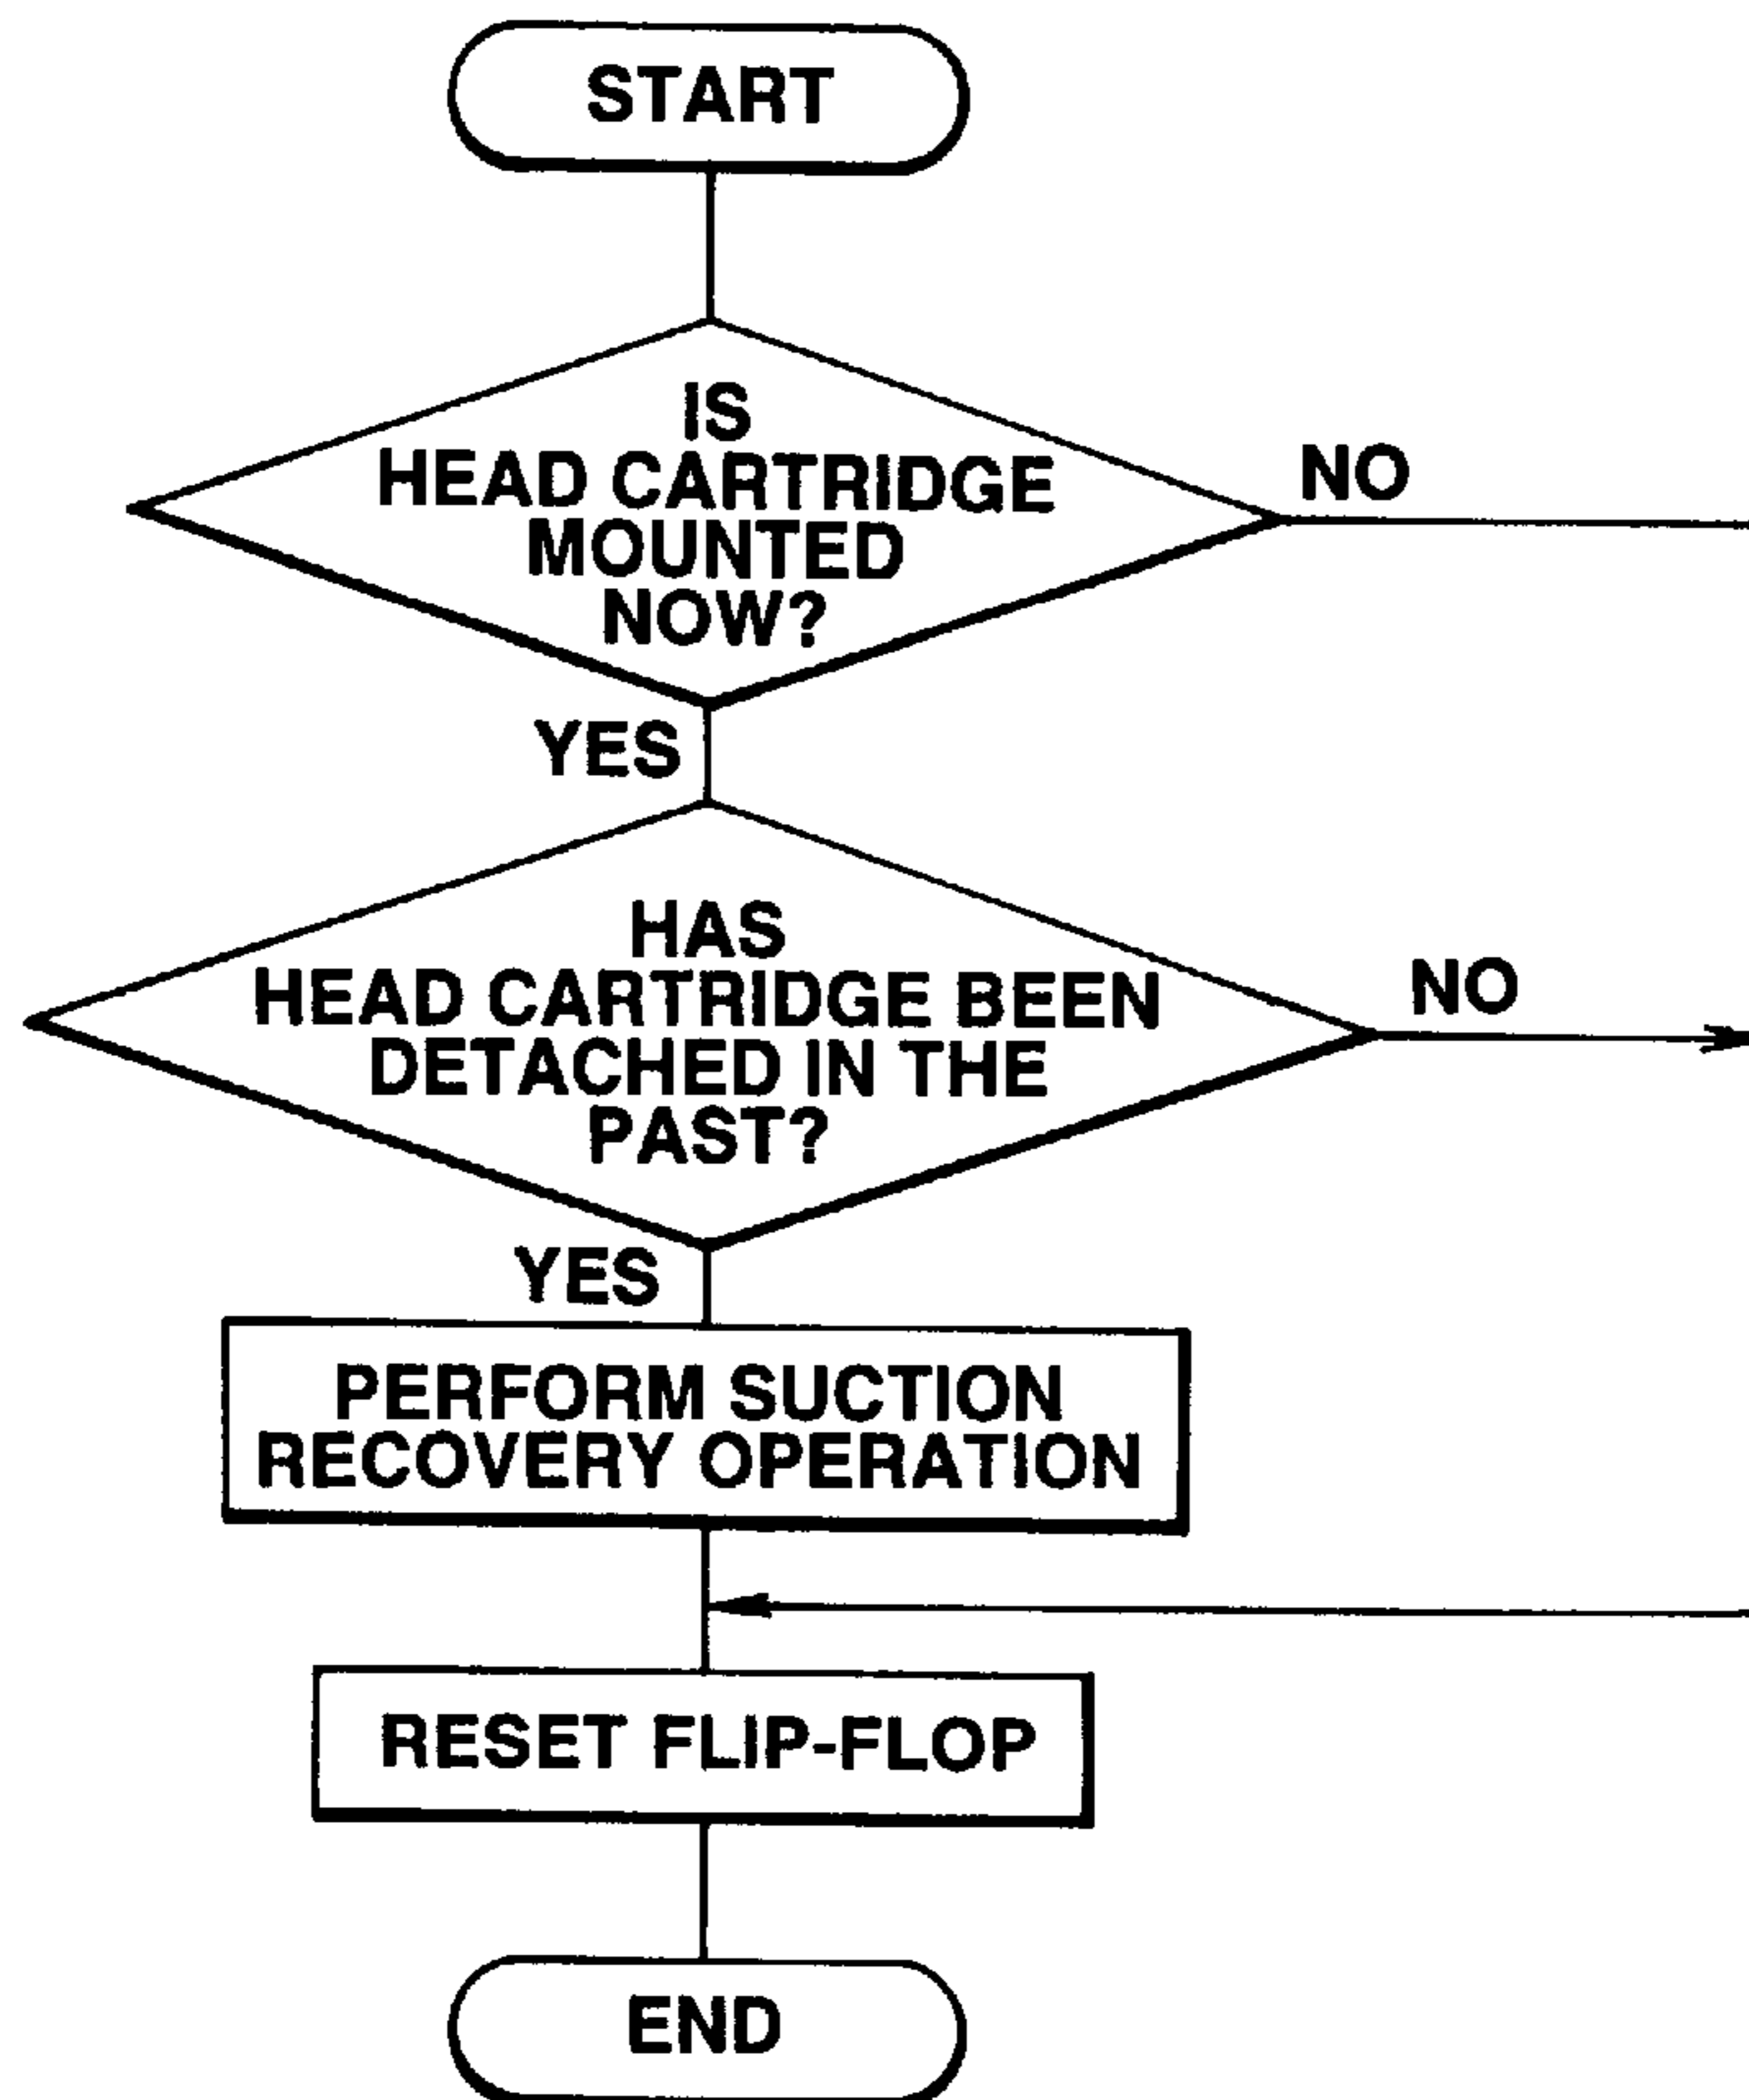 START
IS
HEAD CARTRIDGE
MOUNTED
NOW?
NO
YES
HAS
HEAD CARTRIDGE BEEN
DETACHED IN THE
PAST?
NO
YES
PERFORM SUCTION
RECOVERY OPERATION
RESET FLIP-FLOP
END